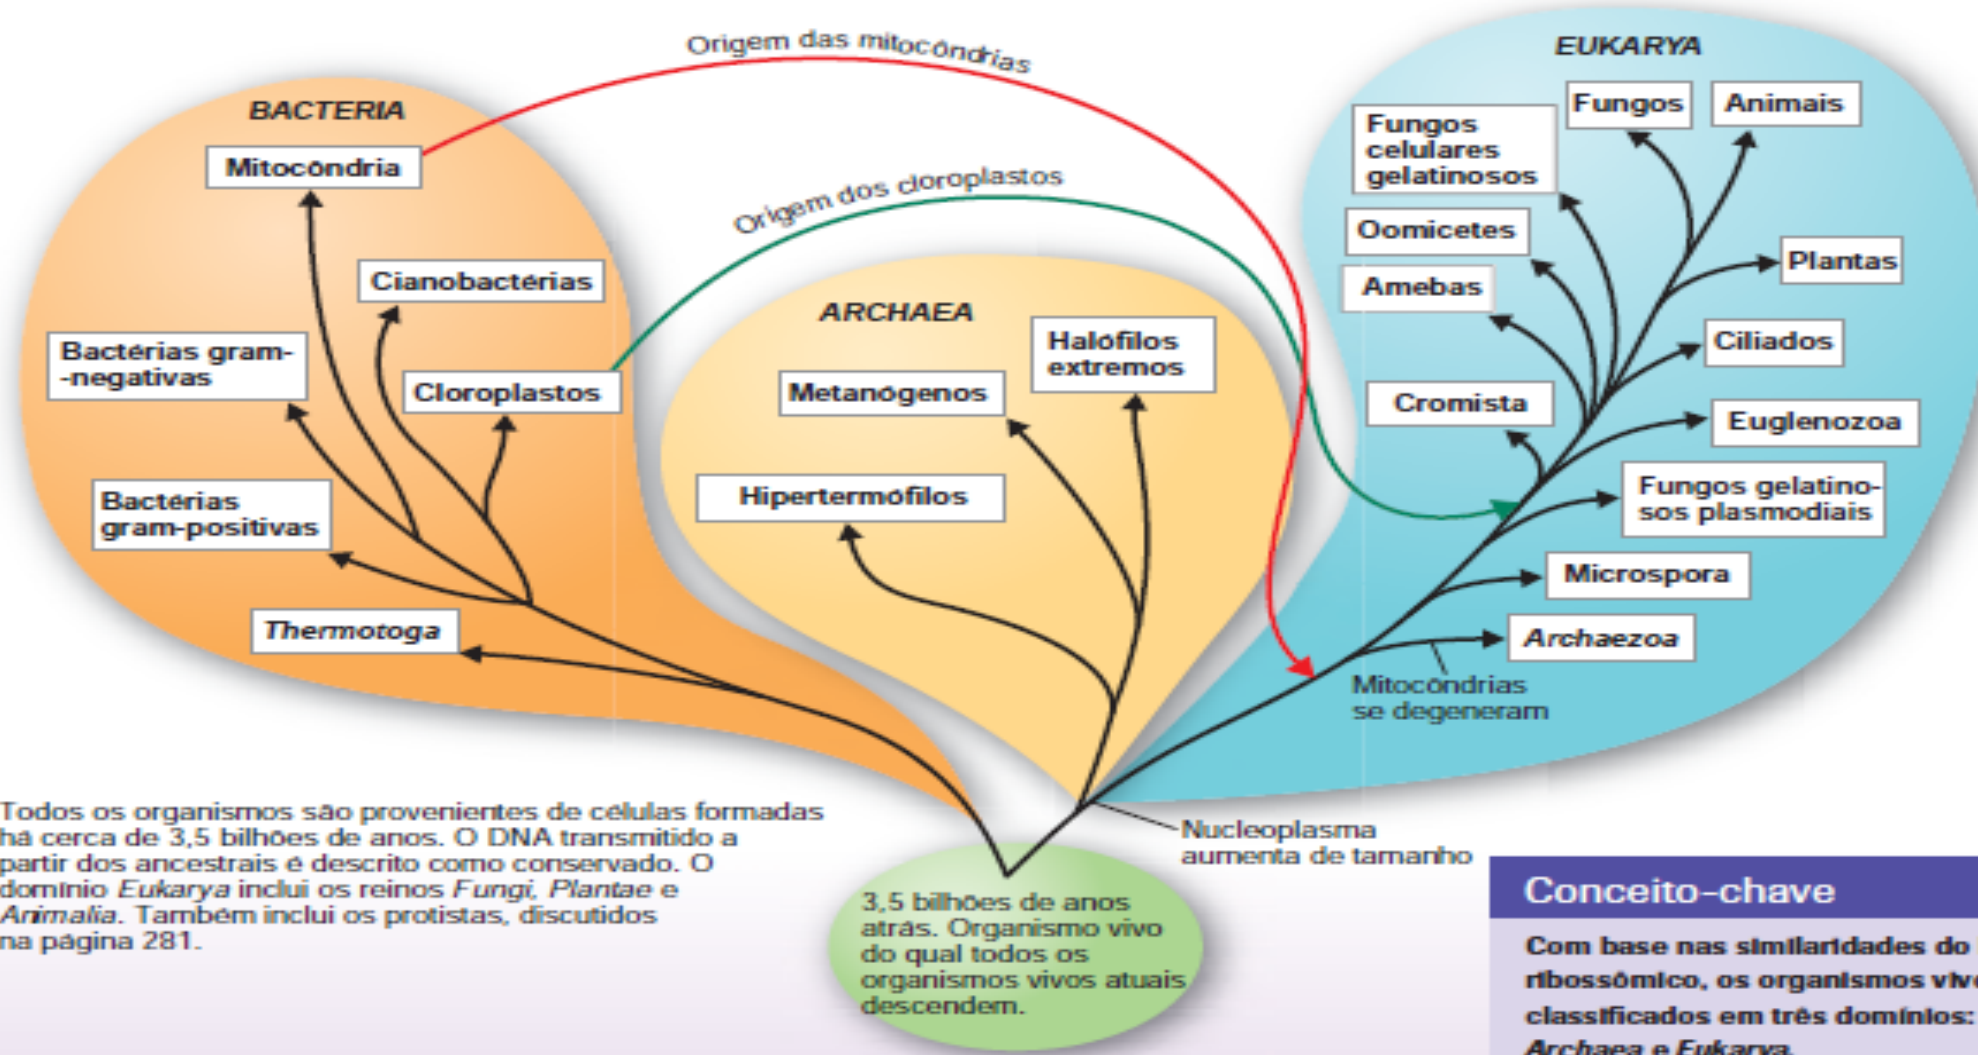 Origem das mitocôndrias
Origem dos cloroplastos
BACTERIA
Mitocôndria
Cianobactérias
Bactérias gram-
-negativas
Cloroplastos
Bactérias
gram-positivas
Thermotoga
ARCHAEA
Halófilos
extremos
Metanógenos
Hipertermófilos
EUKARYA
Fungos
Animais
Fungos
celulares
gelatinosos
Oomicetes
Amebas
Plantas
Ciliados
Cromista
Euglenozoa
Fungos gelatino-
sos plasmodiais
Microspora
Archaezoa
Mitocôndrias
se degeneram
Nucleoplasma
aumenta de tamanho
Todos os organismos são provenientes de células formadas
há cerca de 3,5 bilhões de anos. O DNA transmitido a
partir dos ancestrais é descrito como conservado. O
domínio Eukarya inclui os reinos Fungi, Plantae e
Animalia. Também inclui os protistas, discutidos
na página 281.
3,5 bilhões de anos
atrás. Organismo vivo
do qual todos os
organismos vivos atuais
descendem.
Conceito-chave
Com base nas similaridades do
ribossômico, os organismos
classificados em três domínios:
Archaea e Eukarya.